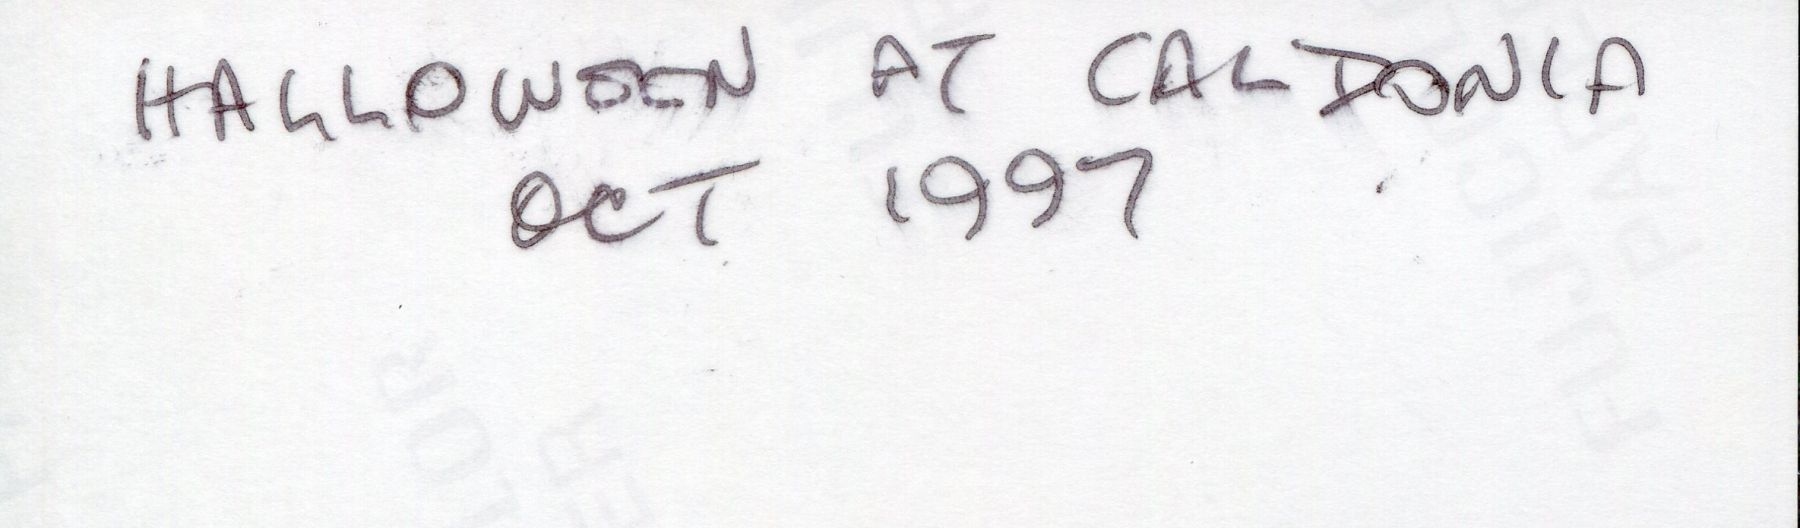 HALLOWEEN AT CALDONIA
OCT 1997